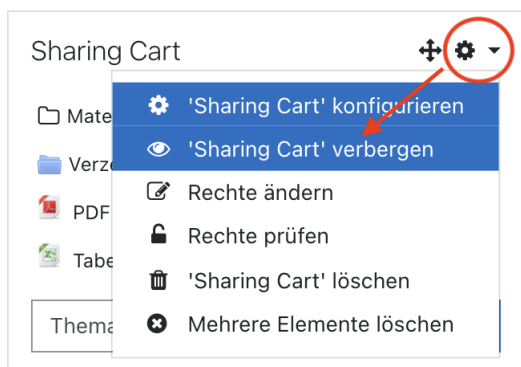 Sharing Cart
'Sharing Cart' konfigurieren
Mate
'Sharing Cart' verbergen
Verze
Rechte ändern
PDF
Rechte prüfen
Tabe
'Sharing Cart' löschen
Thema
Mehrere Elemente löschen